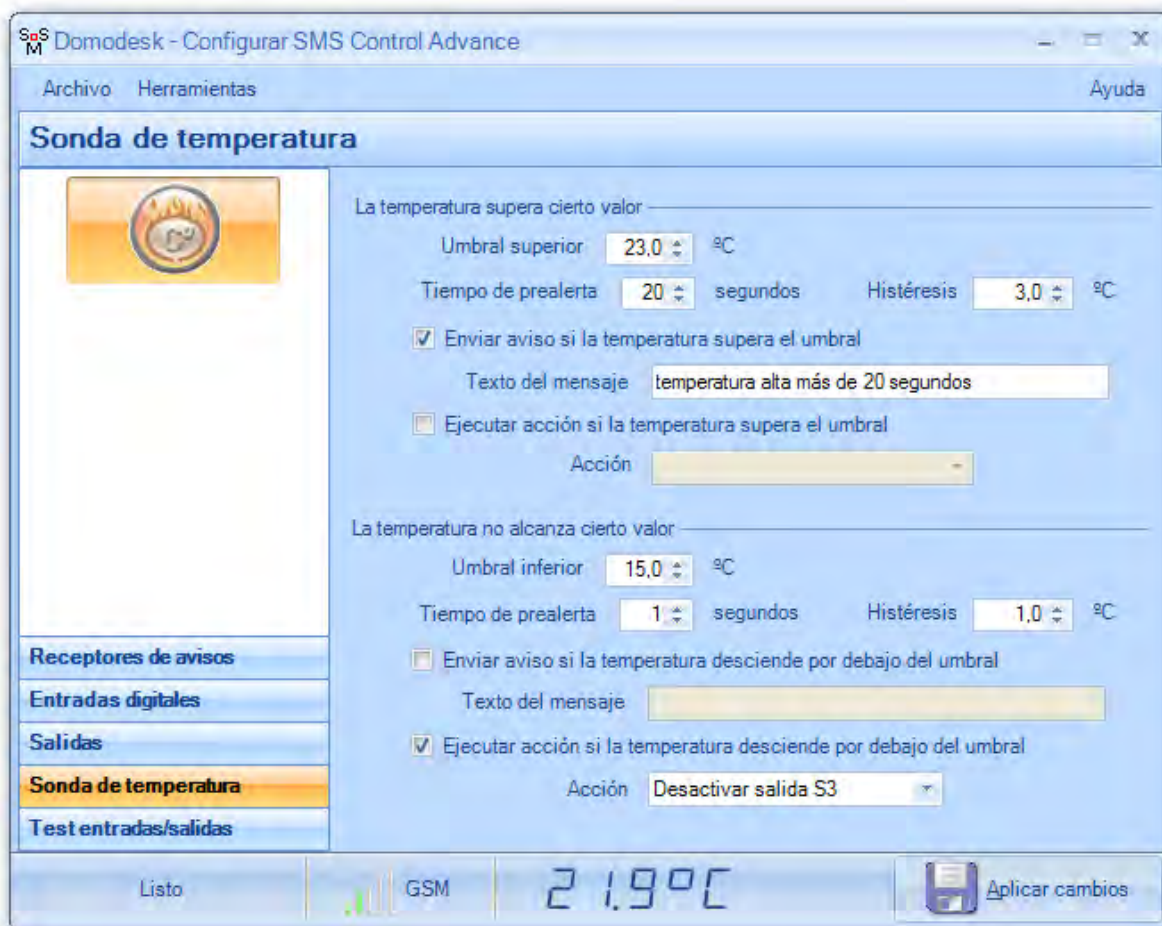 SMS Domodesk - Configurar SMS Control Advance
Archivo Herramientas Ayuda
Sonda de temperatura
La temperatura supera cierto valor
Umbral superior 23,0 ºC
Tiempo de prealerta 20 segundos Histéresis 3,0 ºC
Enviar aviso si la temperatura supera el umbral
Texto del mensaje temperatura alta más de 20 segundos
Ejecutar acción si la temperatura supera el umbral
Acción
La temperatura no alcanza cierto valor
Umbral inferior 15,0 ºC
Tiempo de prealerta 1 segundos Histéresis 1,0 ºC
Enviar aviso si la temperatura desciende por debajo del umbral
Texto del mensaje
Ejecutar acción si la temperatura desciende por debajo del umbral
Acción Desactivar salida S3
Receptores de avisos
Entradas digitales
Salidas
Sonda de temperatura
Test entradas/salidas
Listo GSM 21.9ºC Aplicar cambios